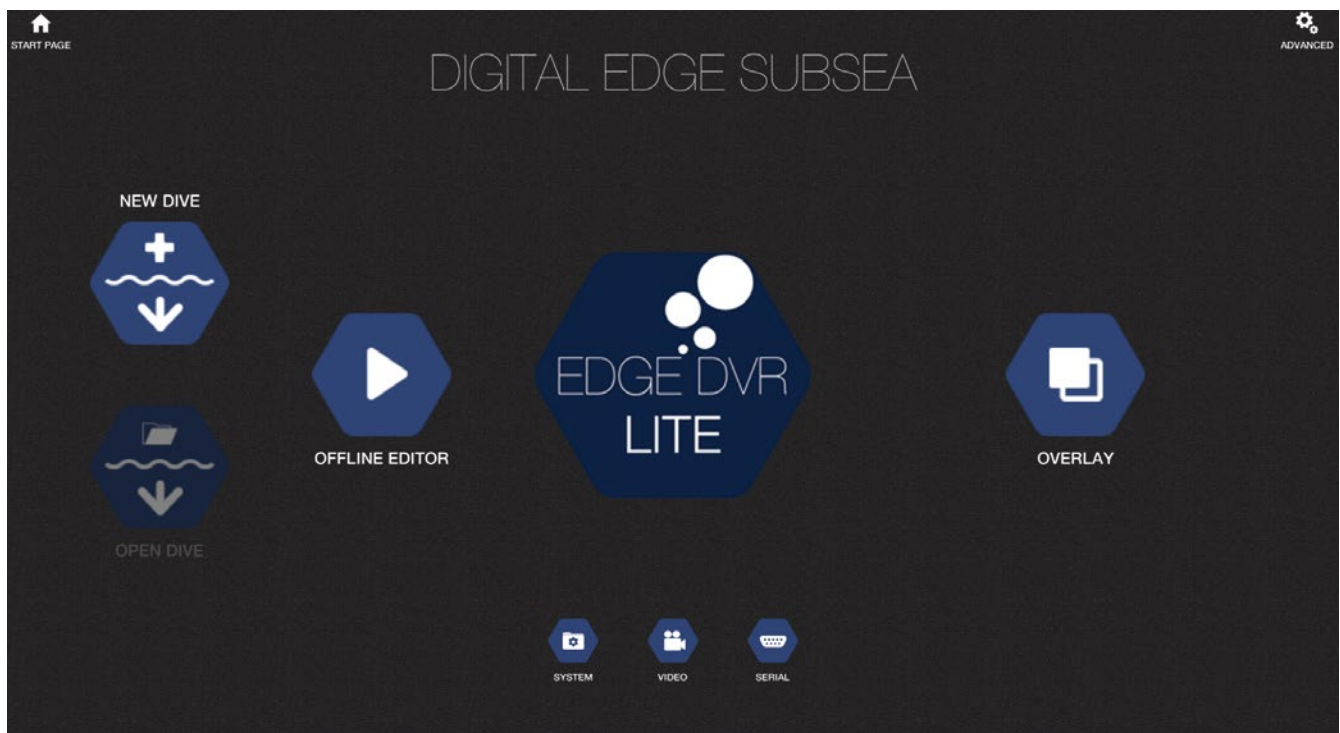 START PAGE
ADVANCED
DIGITAL EDGE SUBSEA
NEW DIVE
OFFLINE EDITOR
EDGE DVR
LITE
OVERLAY
OPEN DIVE
SYSTEM
VIDEO
SERIAL